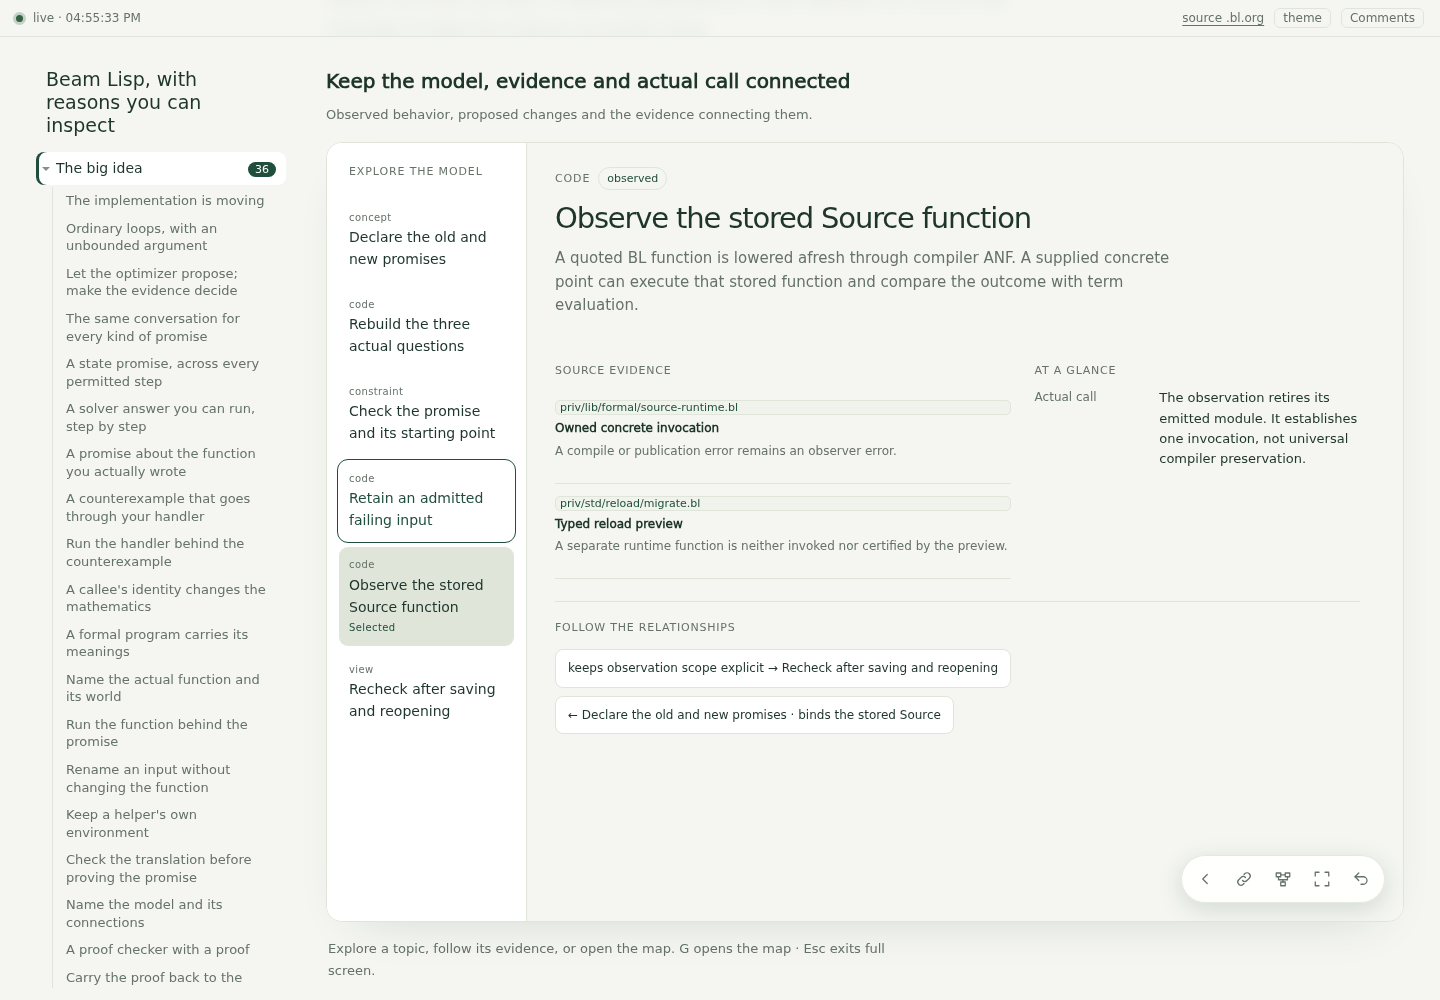 live · 04:55:33 PM
source .bl.org
theme
Comments
Beam Lisp, with
reasons you can
inspect
The big idea
36
The implementation is moving
Ordinary loops, with an
unbounded argument
Let the optimizer propose;
make the evidence decide
The same conversation for
every kind of promise
A state promise, across every
permitted step
A solver answer you can run,
step by step
A promise about the function
you actually wrote
A counterexample that goes
through your handler
Run the handler behind the
counterexample
A callee's identity changes the
mathematics
A formal program carries its
meanings
Name the actual function and
its world
Run the function behind the
promise
Rename an input without
changing the function
Keep a helper's own
environment
Check the translation before
proving the promise
Name the model and its
connections
A proof checker with a proof
Carry the proof back to the
Keep the model, evidence and actual call connected
Observed behavior, proposed changes and the evidence connecting them.
EXPLORE THE MODEL
concept
Declare the old and
new promises
code
Rebuild the three
actual questions
constraint
Check the promise
and its starting point
code
Retain an admitted
failing input
code
Observe the stored
Source function
Selected
view
Recheck after saving
and reopening
CODE
observed
Observe the stored Source function
A quoted BL function is lowered afresh through compiler ANF. A supplied concrete
point can execute that stored function and compare the outcome with term
evaluation.
SOURCE EVIDENCE
priv/lib/formal/source-runtime.bl
Owned concrete invocation
A compile or publication error remains an observer error.
priv/std/reload/migrate.bl
Typed reload preview
A separate runtime function is neither invoked nor certified by the preview.
AT A GLANCE
Actual call
The observation retires its
emitted module. It establishes
one invocation, not universal
compiler preservation.
FOLLOW THE RELATIONSHIPS
keeps observation scope explicit → Recheck after saving and reopening
← Declare the old and new promises · binds the stored Source
Explore a topic, follow its evidence, or open the map. G opens the map · Esc exits full
screen.